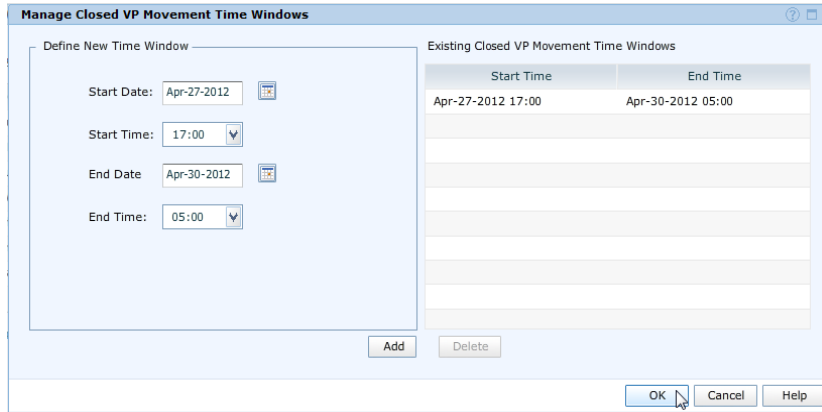 Manage Closed VP Movement Time Windows
Define New Time Window
Start Date: Apr-27-2012
Start Time: 17:00
End Date Apr-30-2012
End Time: 05:00
Existing Closed VP Movement Time Windows
Start Time End Time
Apr-27-2012 17:00 Apr-30-2012 05:00
Add Delete
OK Cancel Help